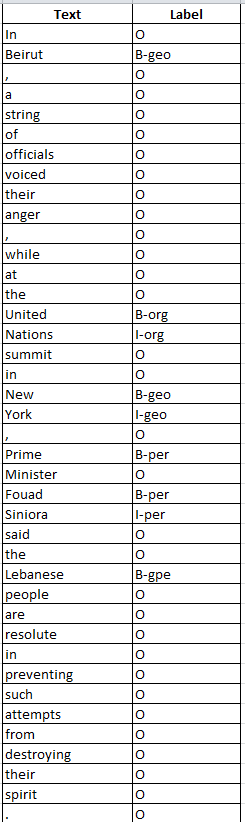 Text Label
In O
Beirut B-geo
, O
a O
string O
of O
officials O
voiced O
their O
anger O
, O
while O
at O
the O
United B-org
Nations I-org
summit O
in O
New B-geo
York I-geo
, O
Prime B-per
Minister O
Fouad B-per
Siniora I-per
said O
the O
Lebanese B-gpe
people O
are O
resolute O
in O
preventing O
such O
attempts O
from O
destroying O
their O
spirit O
. O